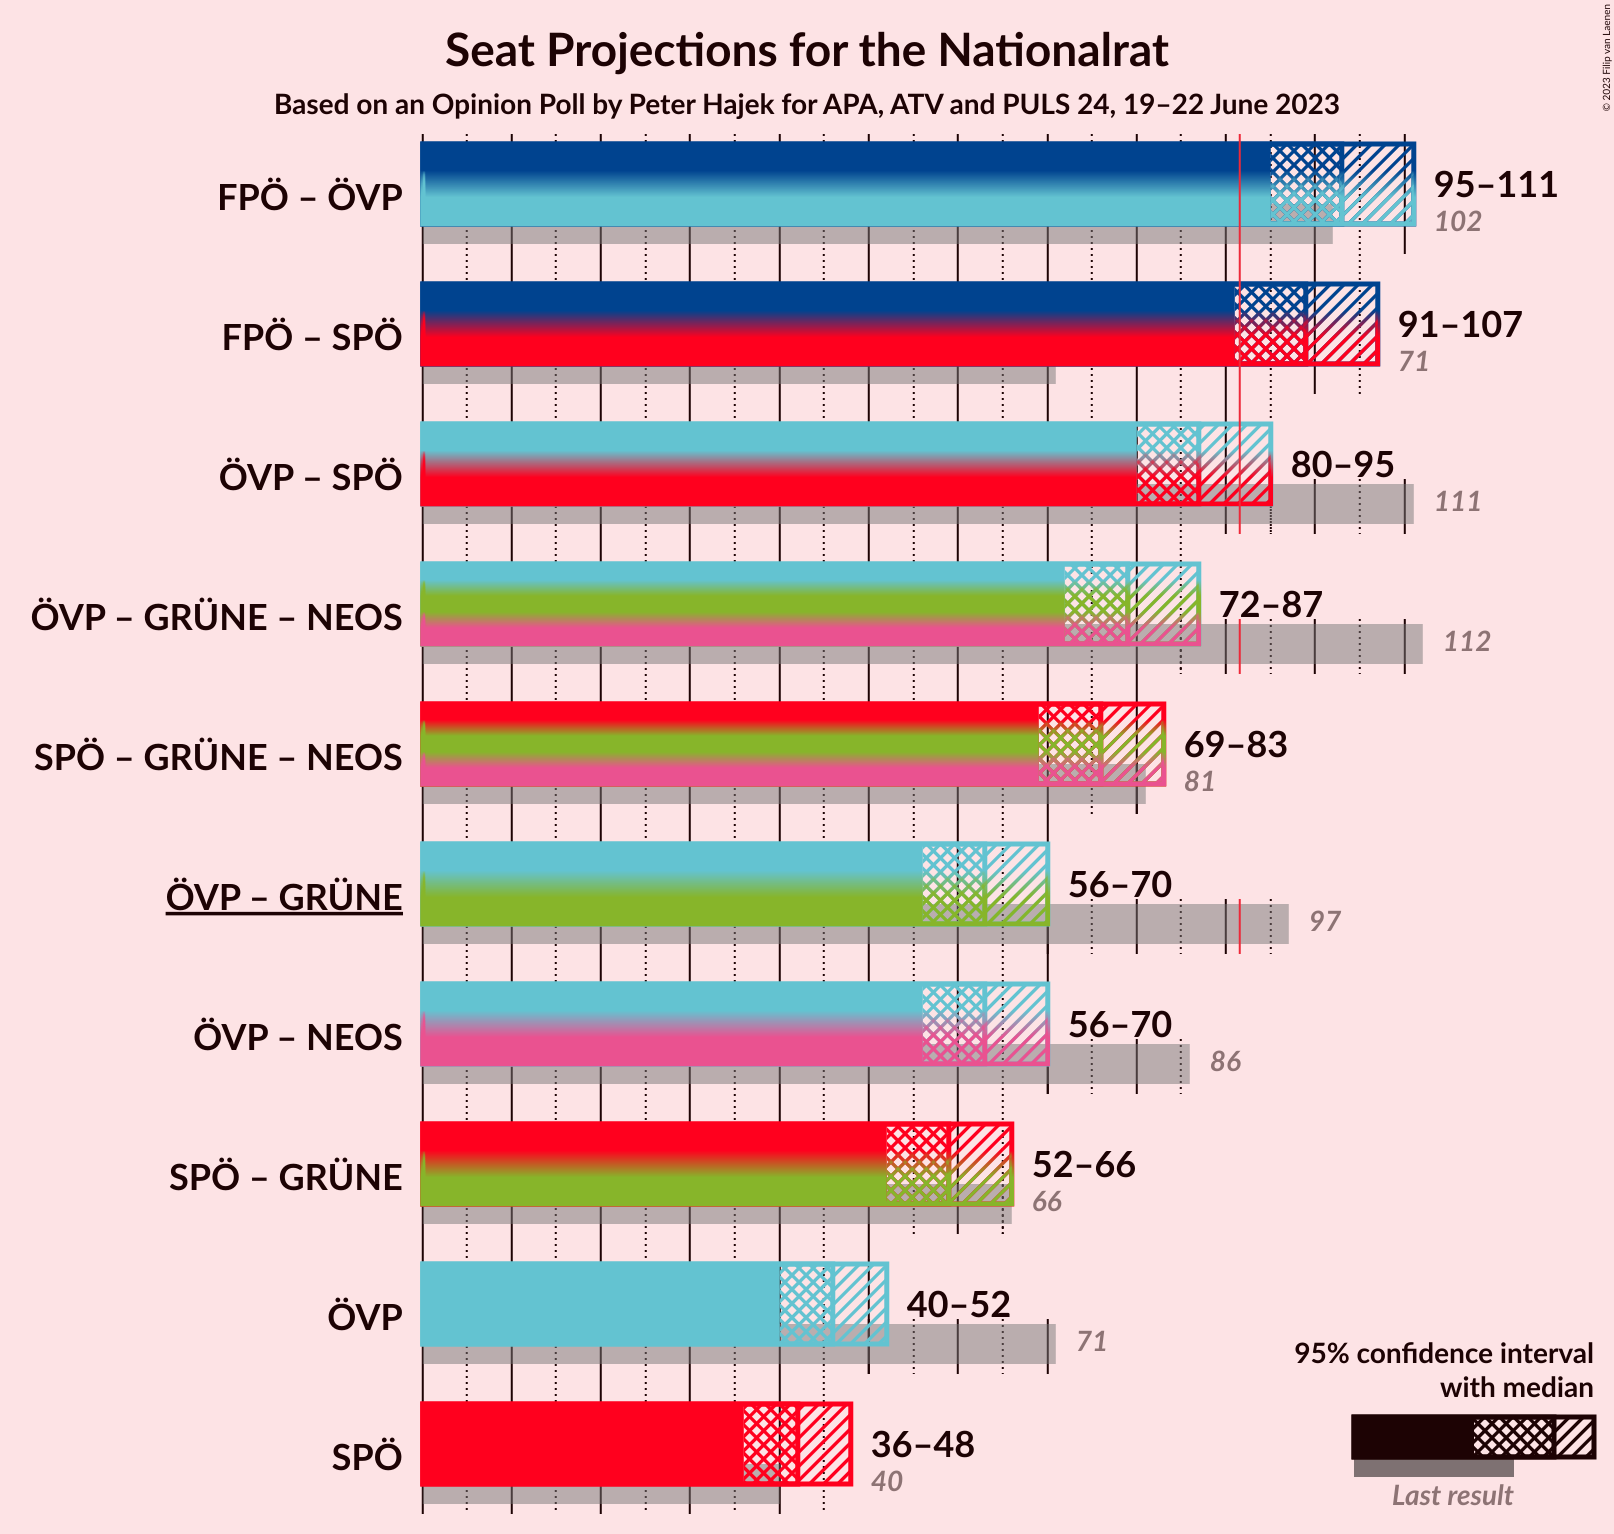 Seat Projections for the Nationalrat
Based on an Opinion Poll by Peter Hajek for APA, ATV and PULS 24, 19–22 June 2023
© 2023 Filip van Laenen
FPÖ – ÖVP
95–111
102
FPÖ – SPÖ
91–107
71
ÖVP – SPÖ
80–95
111
ÖVP – GRÜNE – NEOS
72–87
112
SPÖ – GRÜNE – NEOS
69–83
81
ÖVP – GRÜNE
56–70
97
ÖVP – NEOS
56–70
86
SPÖ – GRÜNE
52–66
66
ÖVP
40–52
71
SPÖ
36–48
40
95% confidence interval
with median
Last result